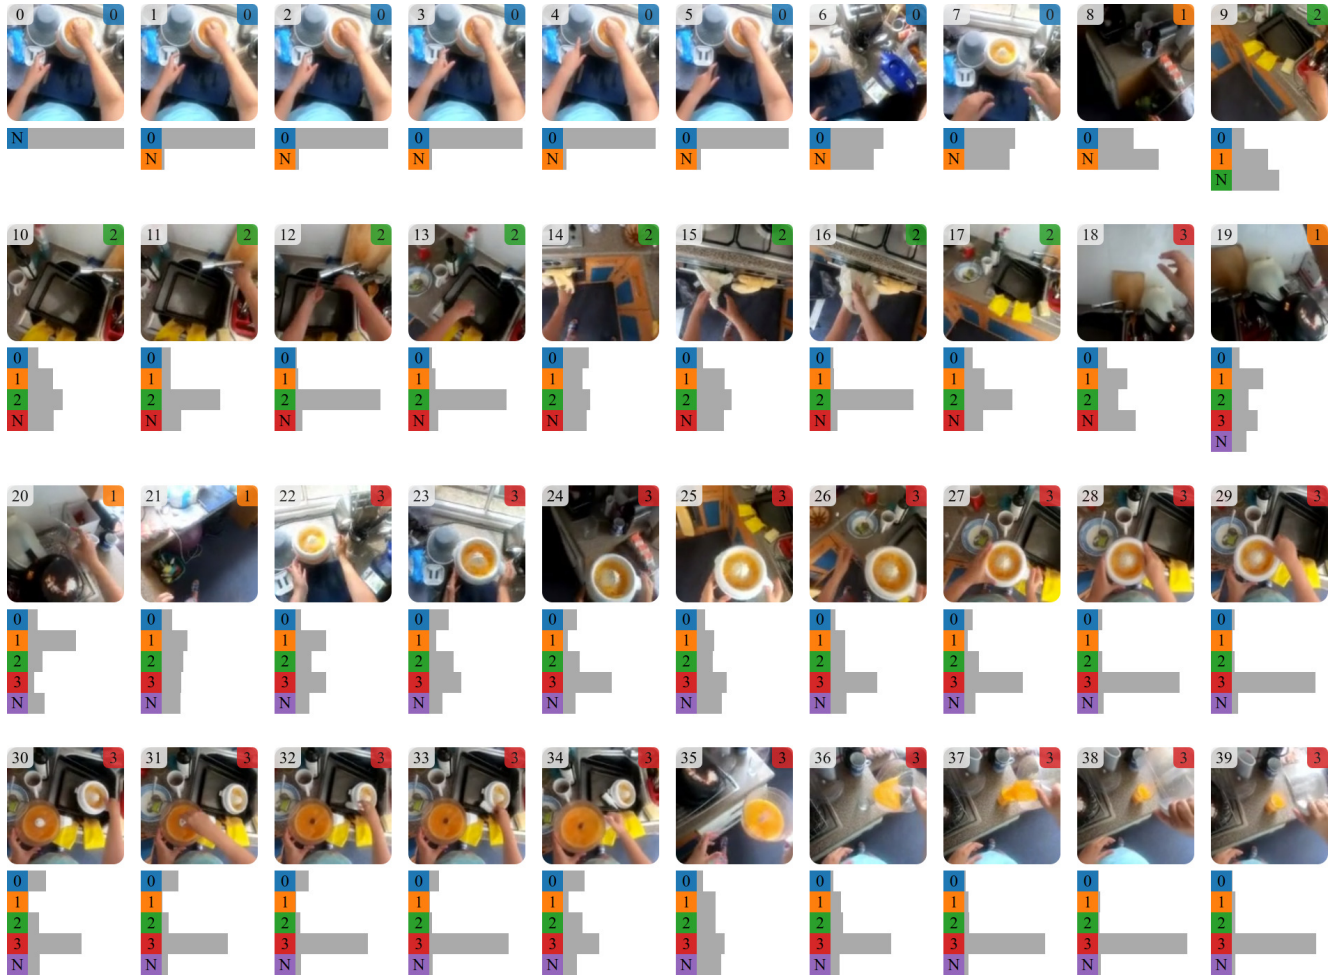 0 0 1 0 2 0 3 0 4 0 5 0 6 0 7 0 8 1 9 2
N 0 0 0 0 0 0 0 0 0
N N N N N N N N 1
N
10 2 11 2 12 2 13 2 14 2 15 2 16 2 17 2 18 3 19 1
0 0 0 0 0 0 0 0 0 0
1 1 1 1 1 1 1 1 1 1
2 2 2 2 2 2 2 2 2 2
N N N N N N N N N 3
N
20 1 21 1 22 3 23 3 24 3 25 3 26 3 27 3 28 3 29 3
0 0 0 0 0 0 0 0 0 0
1 1 1 1 1 1 1 1 1 1
2 2 2 2 2 2 2 2 2 2
3 3 3 3 3 3 3 3 3 3
N N N N N N N N N N
30 3 31 3 32 3 33 3 34 3 35 3 36 3 37 3 38 3 39 3
0 0 0 0 0 0 0 0 0 0
1 1 1 1 1 1 1 1 1 1
2 2 2 2 2 2 2 2 2 2
3 3 3 3 3 3 3 3 3 3
N N N N N N N N N N